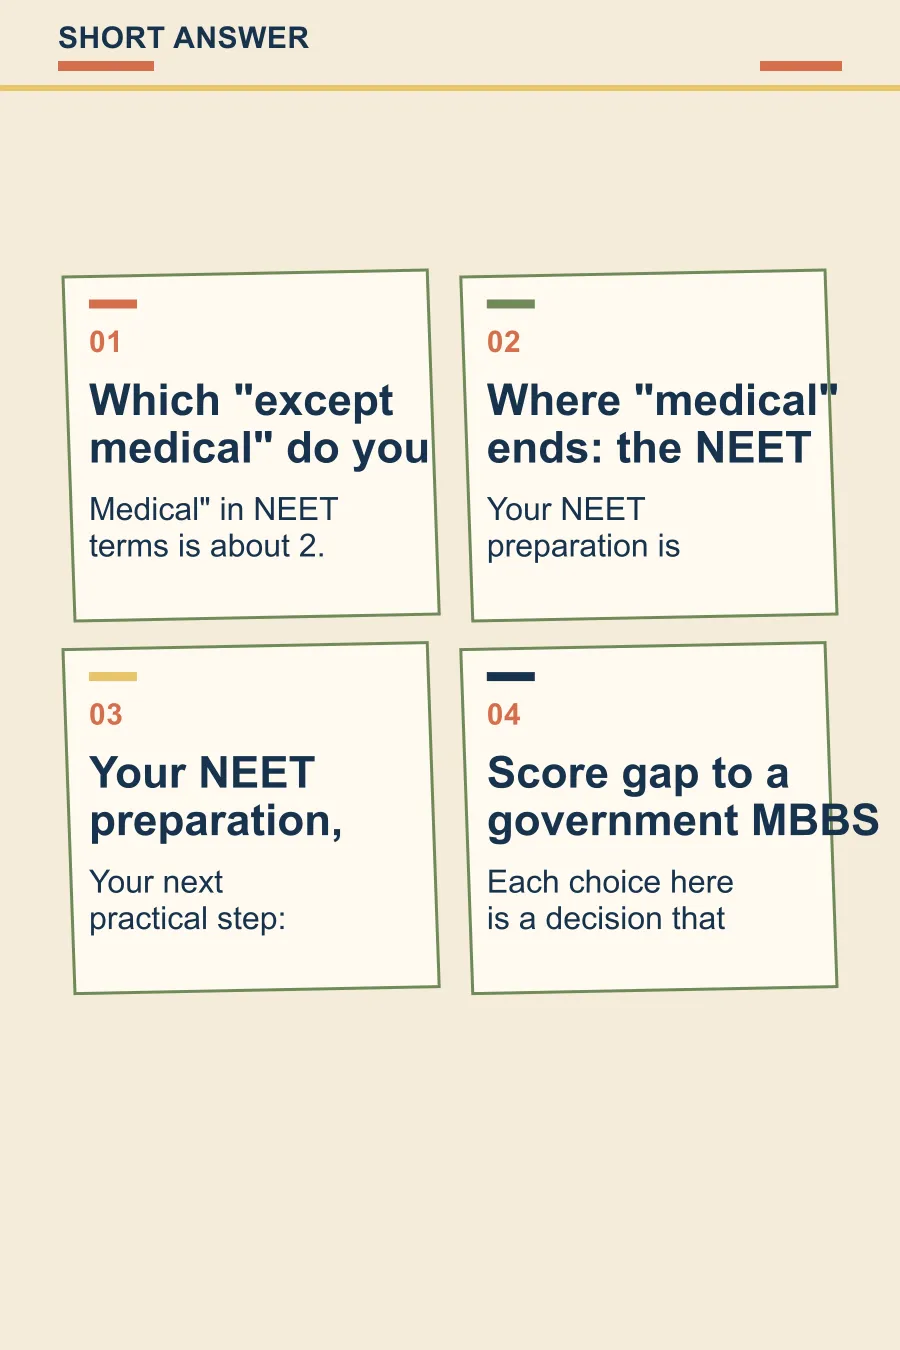 SHORT ANSWER
01
Which "except
medical" do you
Medical" in NEET
terms is about 2.
02
Where "medical"
ends: the NEET
Your NEET
preparation is
03
Your NEET
preparation,
Your next
practical step:
04
Score gap to a
government MBBS
Each choice here
is a decision that